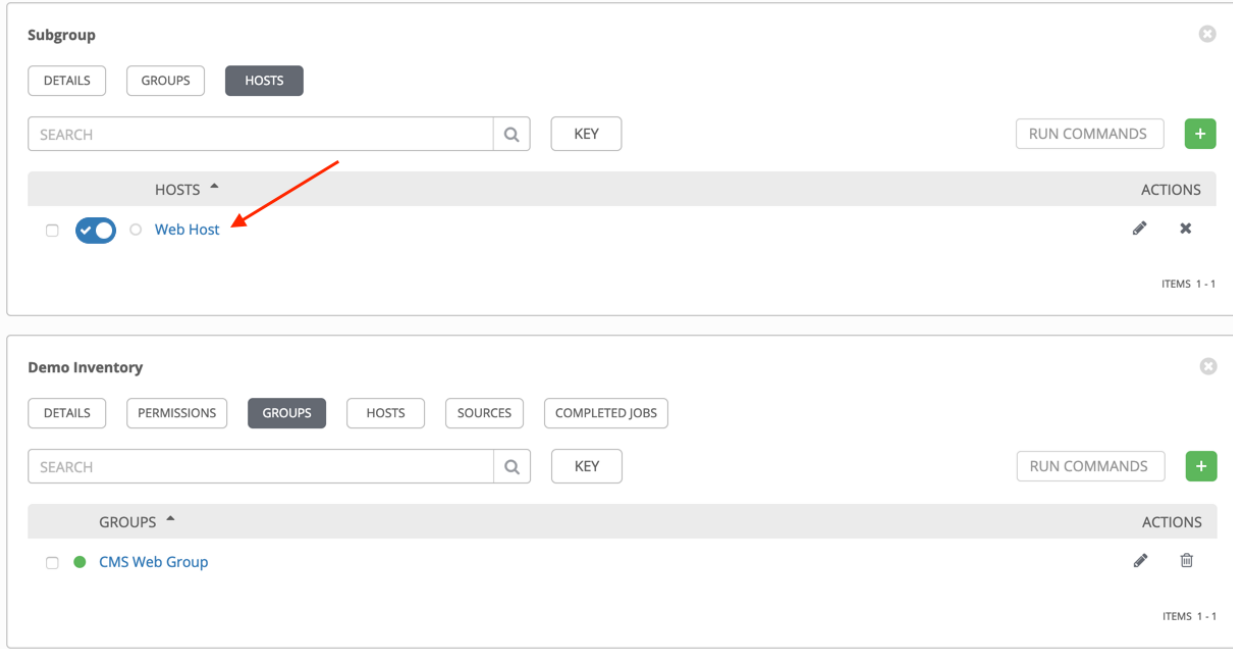 Subgroup
DETAILS GROUPS HOSTS
SEARCH KEY RUN COMMANDS +
HOSTS ACTIONS
Web Host
ITEMS 1 - 1
Demo Inventory
DETAILS PERMISSIONS GROUPS HOSTS SOURCES COMPLETED JOBS
SEARCH KEY RUN COMMANDS +
GROUPS ACTIONS
CMS Web Group
ITEMS 1 - 1